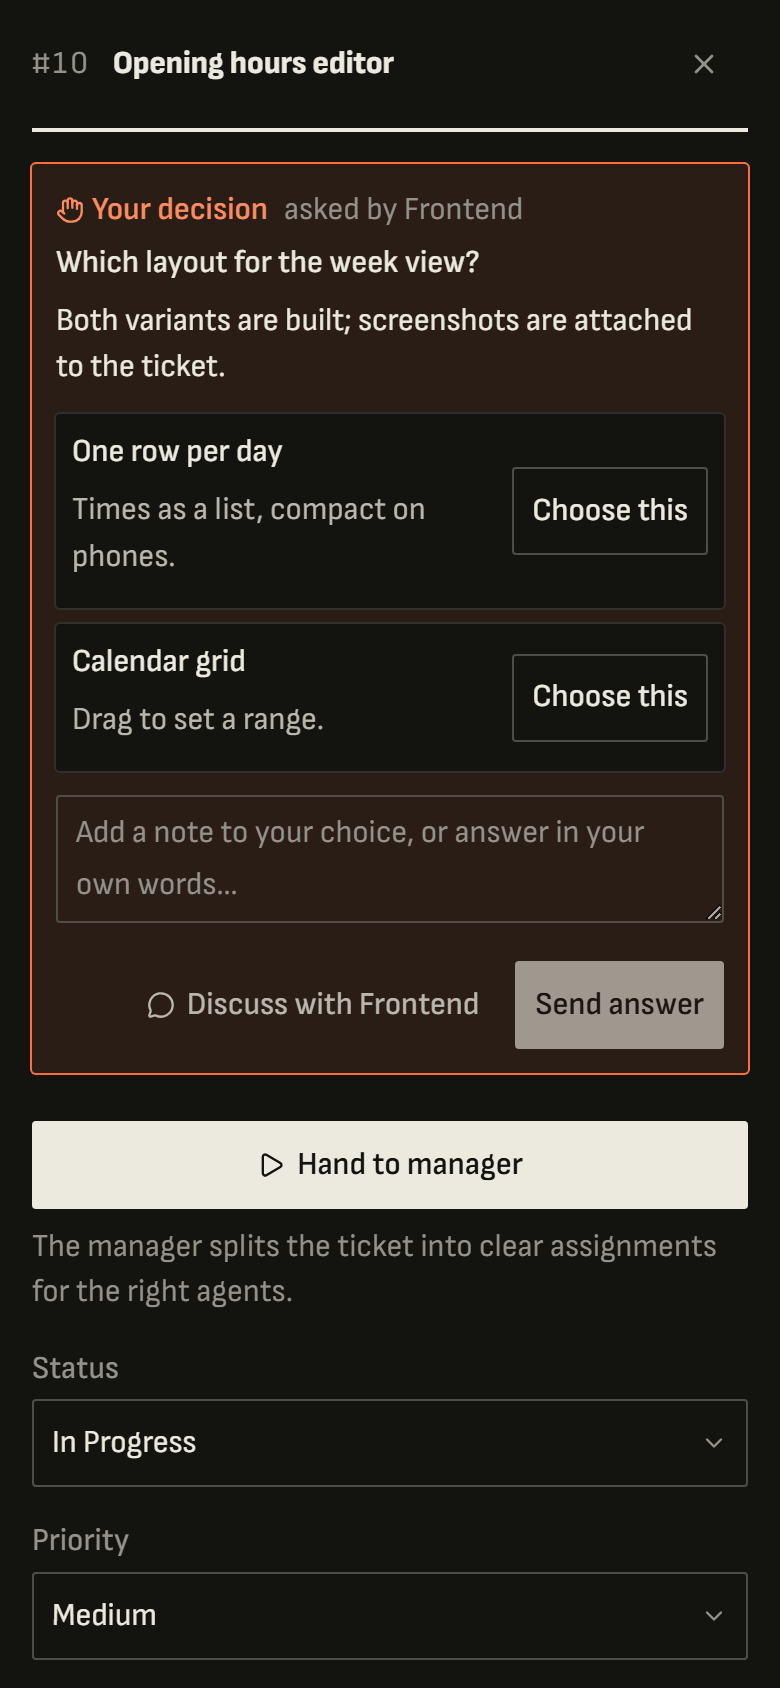 #10 Opening hours editor
Your decision asked by Frontend
Which layout for the week view?
Both variants are built; screenshots are attached
to the ticket.
One row per day
Times as a list, compact on
phones.
Choose this
Calendar grid
Drag to set a range.
Choose this
Add a note to your choice, or answer in your
own words...
Discuss with Frontend
Send answer
Hand to manager
The manager splits the ticket into clear assignments
for the right agents.
Status
In Progress
Priority
Medium